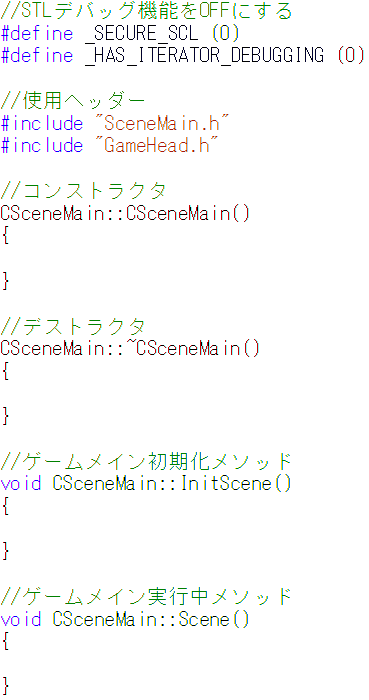 //STLデバッグ機能をOFFにする
#define _SECURE_SCL (0)
#define _HAS_ITERATOR_DEBUGGING (0)
//使用ヘッダー
#include "SceneMain.h"
#include "GameHead.h"
//コンストラクタ
CSceneMain::CSceneMain()
{
}
//デストラクタ
CSceneMain::~CSceneMain()
{
}
//ゲームメイン初期化メソッド
void CSceneMain::InitScene()
{
}
//ゲームメイン実行中メソッド
void CSceneMain::Scene()
{
}